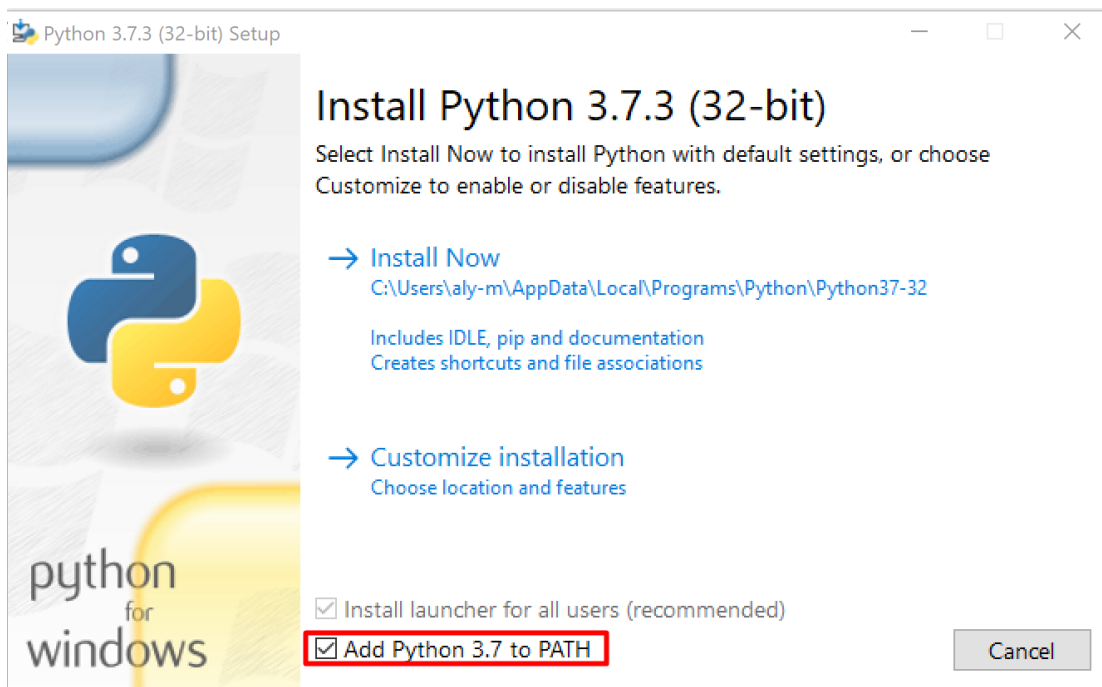 Python 3.7.3 (32-bit) Setup
Install Python 3.7.3 (32-bit)
Select Install Now to install Python with default settings, or choose
Customize to enable or disable features.
Install Now
C:\Users\aly-m\AppData\Local\Programs\Python\Python37-32
Includes IDLE, pip and documentation
Creates shortcuts and file associations
Customize installation
Choose location and features
python
for
windows
Install launcher for all users (recommended)
Add Python 3.7 to PATH
Cancel